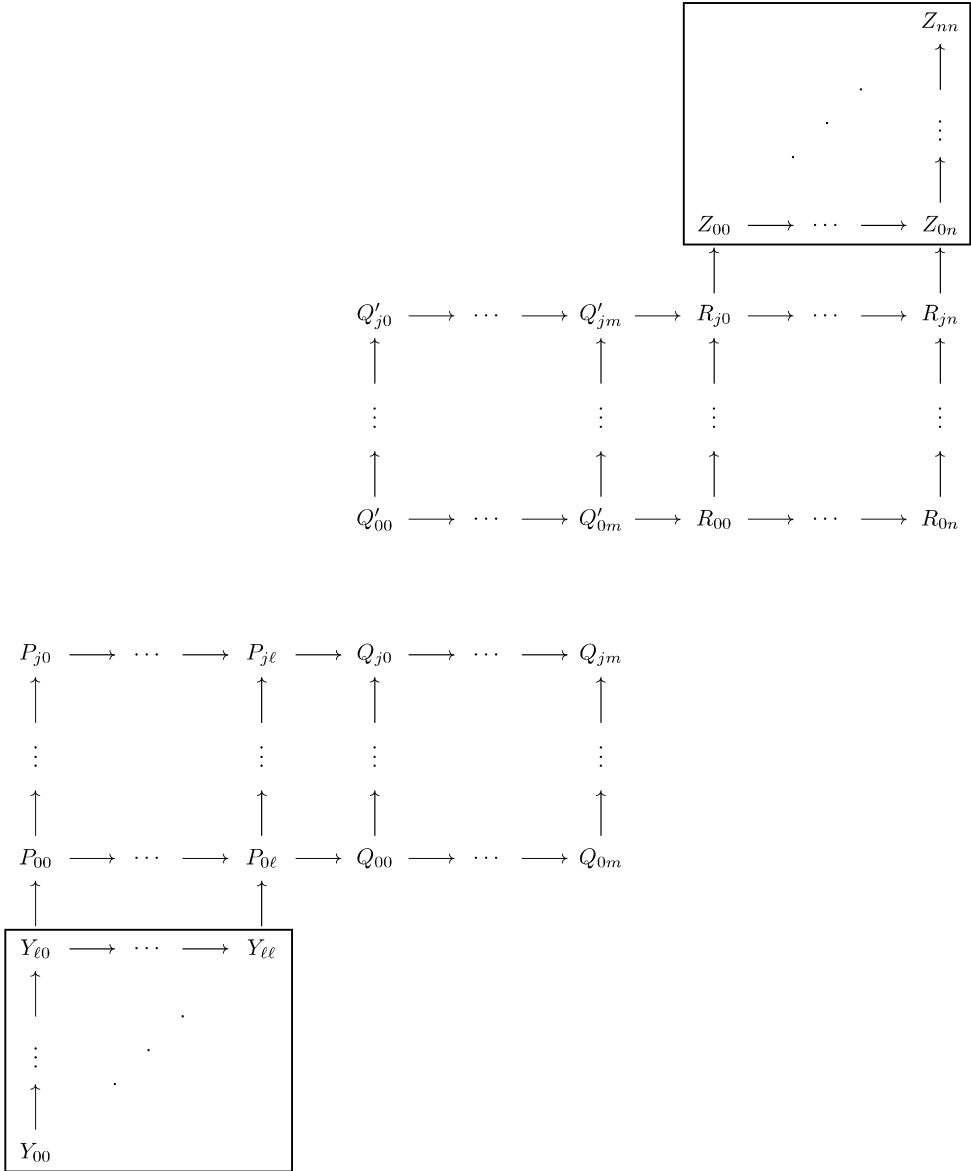 Z_{nn}
⋮
Z_{00} ⋯ Z_{0n}
Q'_{j0} ⋯ Q'_{jm} R_{j0} ⋯ R_{jn}
⋮ ⋮ ⋮ ⋮
Q'_{00} ⋯ Q'_{0m} R_{00} ⋯ R_{0n}
P_{j0} ⋯ P_{jℓ} Q_{j0} ⋯ Q_{jm}
⋮ ⋮ ⋮ ⋮
P_{00} ⋯ P_{0ℓ} Q_{00} ⋯ Q_{0m}
Y_{ℓ0} ⋯ Y_{ℓℓ}
⋮
Y_{00}